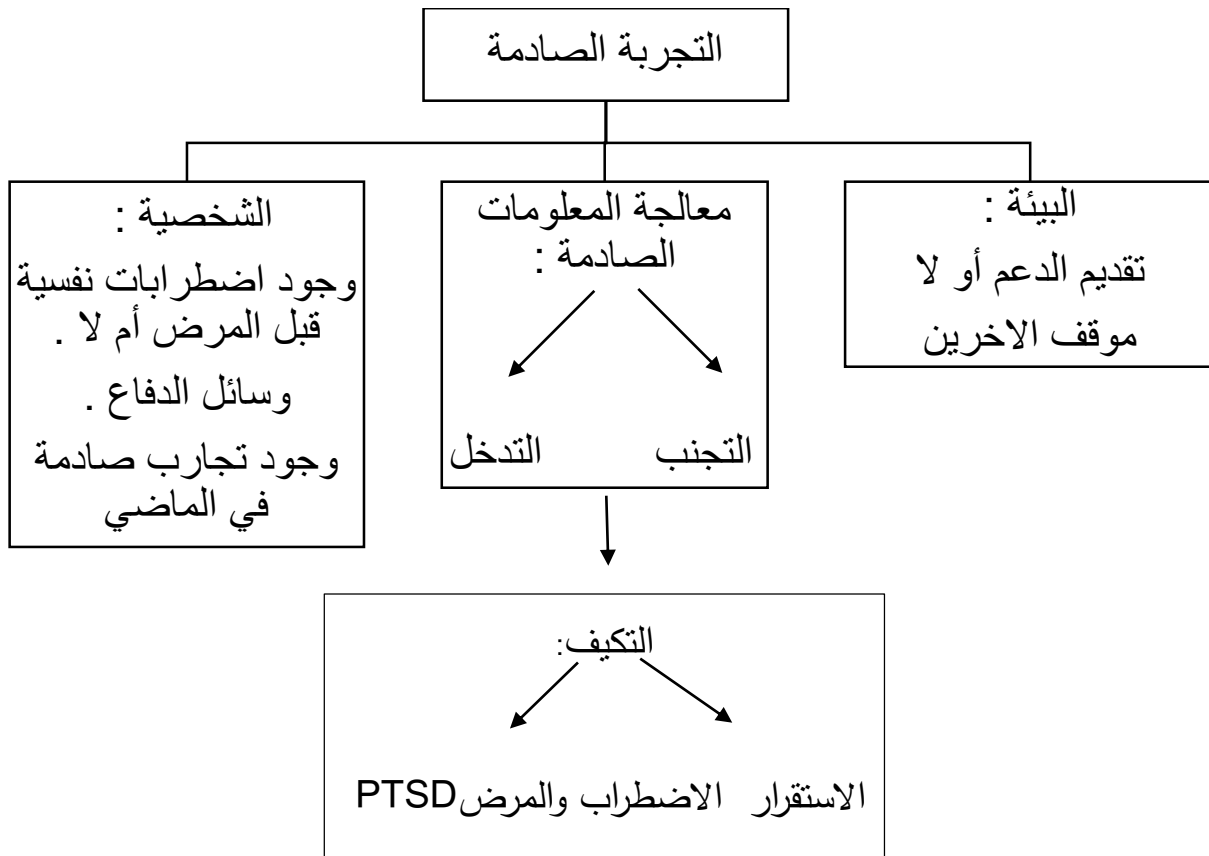 التجربة الصادمة
البيئة :
تقديم الدعم أو لا
موقف الاخرين
معالجة المعلومات
الصادمة :
التجنب
التدخل
الشخصية :
وجود اضطرابات نفسية
قبل المرض أم لا .
وسائل الدفاع .
وجود تجارب صادمة
في الماضي
التكيف:
الاستقرار
الاضطراب والمرضPTSD